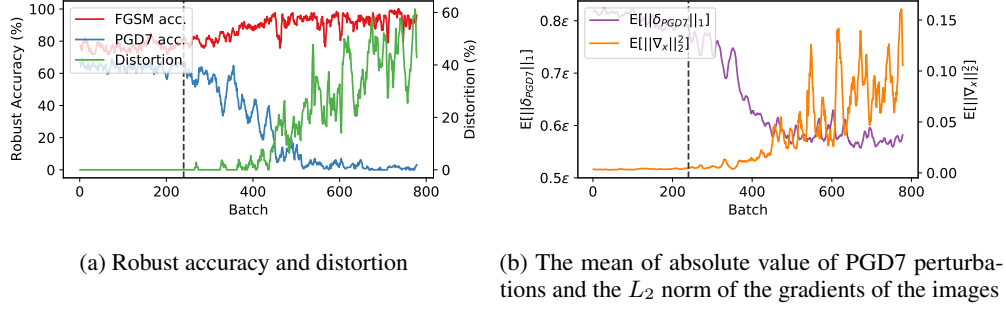 100
80
60
40
20
0
Robust Accuracy (%)
FGSM acc.
PGD7 acc.
Distortion
60
40
20
0
Distorition (%)
0 200 400 600 800
Batch
0.8ε
0.7ε
0.6ε
0.5ε
E[||δPGD7||1]
E[||δPGD7||1]
E[||∇x||²₂]
0.15
0.10
0.05
0.00
E[||∇x||²₂]
0 200 400 600 800
Batch
(a) Robust accuracy and distortion
(b) The mean of absolute value of PGD7 perturba-
tions and the L2 norm of the gradients of the images